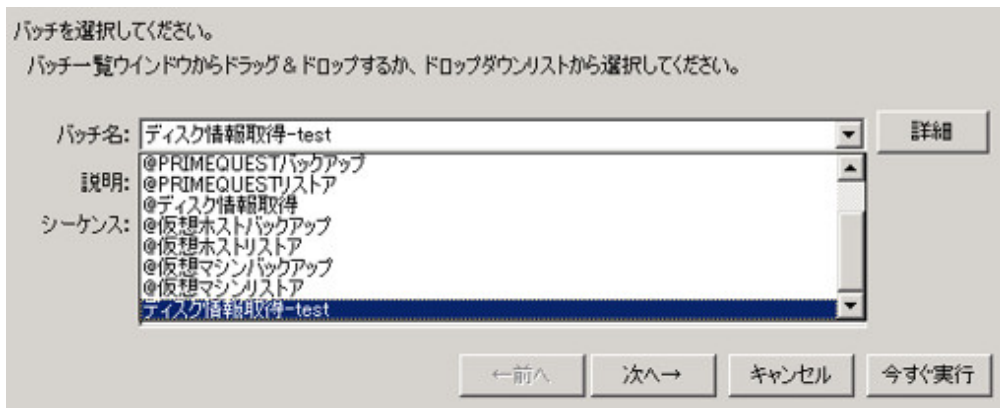 バッチを選択してください。
バッチ一覧ウインドウからドラッグ＆ドロップするか、ドロップダウンリストから選択してください。
バッチ名: ディスク情報取得-test 詳細
説明:
シーケンス:
@PRIMEQUESTバックアップ
@PRIMEQUESTリストア
@ディスク情報取得
@仮想ホストバックアップ
@仮想ホストリストア
@仮想マシンバックアップ
@仮想マシンリストア
ディスク情報取得-test
←前へ 次へ→ キャンセル 今すぐ実行